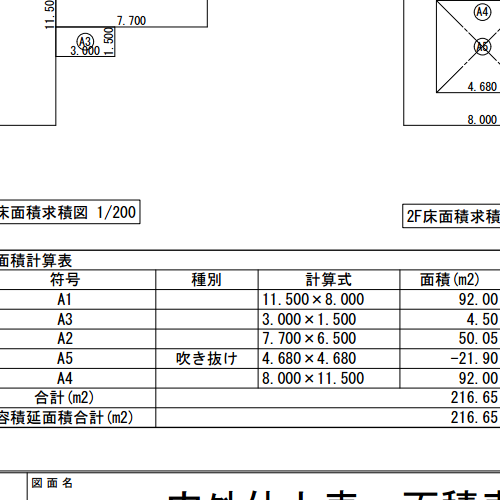 11.50
7.700
A3
1.500
3.000
A4
A5
4.680
8.000
床面積求積図 1/200
2F床面積求積
面積計算表
符号 種別 計算式 面積(m2)
A1 11.500×8.000 92.00
A3 3.000×1.500 4.50
A2 7.700×6.500 50.05
A5 吹き抜け 4.680×4.680 -21.90
A4 8.000×11.500 92.00
合計(m2) 216.65
容積延面積合計(m2) 216.65
図面名